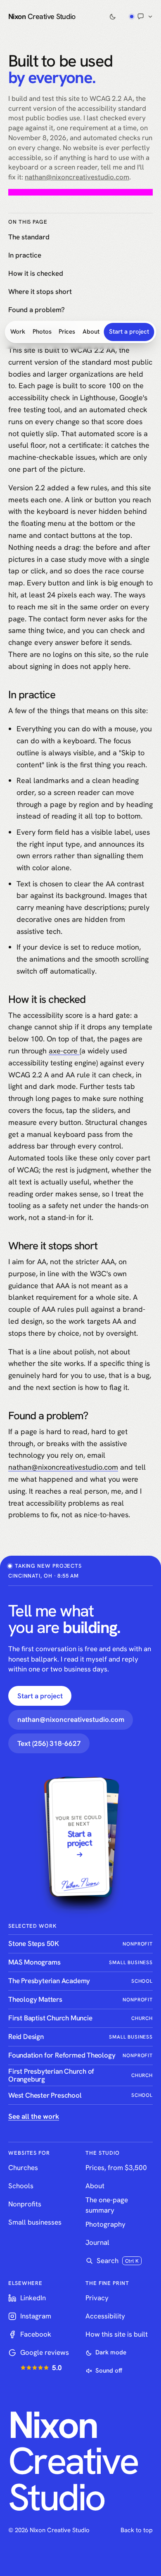 Nixon Creative Studio
Built to be used
by everyone.
I build and test this site to WCAG 2.2 AA, the
current version of the accessibility standard
most public bodies use. I last checked every
page against it, one requirement at a time, on
November 8, 2026, and automated checks run
on every change. No website is perfectly
accessible, so if anything is hard to use with a
keyboard, a screen reader, or just tired eyes, I'll
fix it: nathan@nixoncreativestudio.com.
ON THIS PAGE
The standard
In practice
How it is checked
Where it stops short
Found a problem?
Work Photos Prices About Start a project
This site is built to WCAG 2.2 AA, the
current version of the standard public
bodies and larger organizations are held
to. Each page is built to score 100 on the
accessibility check in Lighthouse, Google's
free testing tool, and an automated check
runs on every change so that score does
not quietly slip. That automated score is a
useful floor, not a certificate: it catches the
machine-checkable issues, which are only
one part of the picture.
Version 2.2 added a few rules, and this site
meets each one. A link or button you reach
with the keyboard is never hidden behind
the floating menu at the bottom of the
screen, and contact options are at the top.
Nothing needs a drag: the before and after
pictures and the sound study work with a single
tap or click, and so does the race course
map. Every button and link is big enough to
hit, at least 24 pixels each way. The ways
to reach me sit in the same order on every
page. The contact form never asks for the
same thing twice, and you can check and
change every answer before it sends.
There are no logins on this site, so the rule
about signing in does not apply here.
In practice
A few of the things that means on this site:
Everything you can do with a mouse, you
can do with a keyboard. The focus
outline is always visible, and a "Skip to
content" link is the first thing you reach.
Real landmarks and a clean heading
order, so a screen reader can move
through a page by region or by heading
instead of reading it all top to bottom.
Every form field has a visible label, uses
the right input type, and announces its
own errors rather than signalling them
with color alone.
Text is chosen to clear the AA contrast
bar against its background. Images that
carry meaning have descriptions; purely
decorative ones are hidden from
assistive tech.
If your device is set to reduce motion,
the animations and the smooth scrolling
switch off automatically.
How it is checked
The accessibility score is a hard gate: a
change cannot ship if it drops any template
below 100. On top of that, the pages are
run through axe-core (a widely used
accessibility testing engine) against every
WCAG 2.2 A and AA rule it can check, in
light and dark mode. Further tests tab
through long pages to make sure nothing
covers the focus, tap the sliders, and
measure every button. Structural changes
get a manual keyboard pass from the
address bar through every control.
Automated tools like these see only part
of WCAG; the rest is judgment, which is
whether the alt text is actually useful,
whether the reading order makes sense,
so I treat the tooling as a safety net under
the hands-on work, not a stand-in for it.
Where it stops short
I aim for AA, not the stricter AAA, on
purpose, in line with the W3C's own
guidance that AAA is not meant as a
blanket requirement for a whole site. A
couple of AAA rules pull against a brand-
led design, so the work targets AA and
stops there by choice, not by oversight.
That is a line about polish, not about
whether the site works. If a specific thing is
genuinely hard for you to use, that is a bug,
and the next section is how to flag it.
Found a problem?
If a page is hard to read, hard to get
through, or breaks with the assistive
technology you rely on, email
nathan@nixoncreativestudio.com and tell
me what happened and what you were
using. It reaches a real person, me, and I
treat accessibility problems as real
problems to fix, not as nice-to-haves.
TAKING NEW PROJECTS
CINCINNATI, OH · 8:55 AM
Tell me what
you are building.
The first conversation is free and ends with an
honest ballpark. I read it myself and reply
within one or two business days.
Start a project
nathan@nixoncreativestudio.com
Text (256) 318-6627
YOUR SITE COULD
BE NEXT
Start a
project
Nathan Nixon
SELECTED WORK
Stone Steps 50K NONPROFIT
MAS Monograms SMALL BUSINESS
The Presbyterian Academy SCHOOL
Theology Matters NONPROFIT
First Baptist Church Muncie CHURCH
Reid Design SMALL BUSINESS
Foundation for Reformed Theology NONPROFIT
First Presbyterian Church of
Orangeburg CHURCH
West Chester Preschool SCHOOL
See all the work
WEBSITES FOR
Churches
Schools
Nonprofits
Small businesses
THE STUDIO
Prices, from $3,500
About
The one-page
summary
Photography
Journal
Search Ctrl K
ELSEWHERE
LinkedIn
Instagram
Facebook
Google reviews
★★★★★ 5.0
THE FINE PRINT
Privacy
Accessibility
How this site is built
Dark mode
Sound off
Nixon
Creative
Studio
© 2026 Nixon Creative Studio Back to top